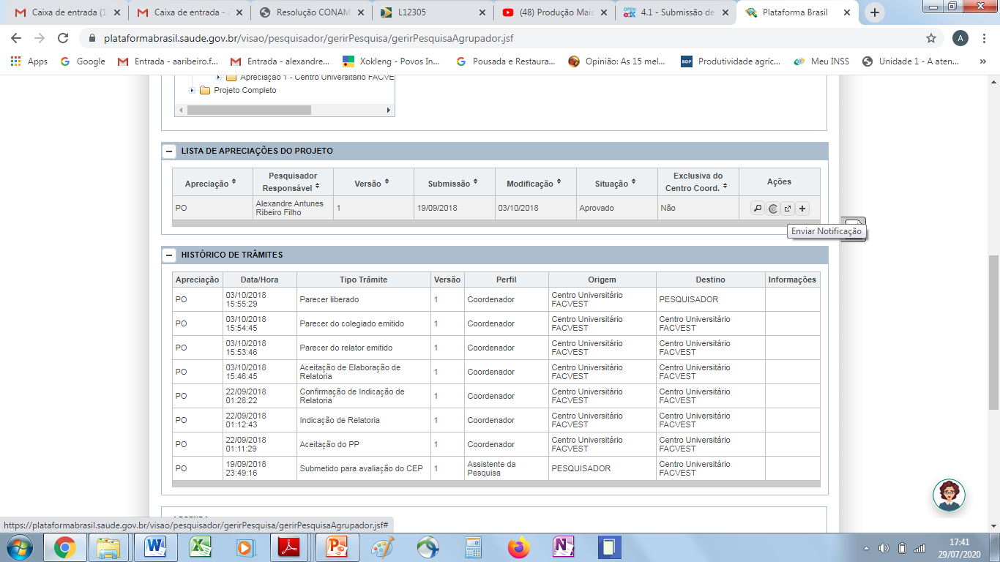 Caixa de entrada (1
Caixa de entrada - a
Resolução CONAM
L12305
(48) Produção Mais
4.1 - Submissão de
Plataforma Brasil
plataformabrasil.saude.gov.br/visao/pesquisador/gerirPesquisa/gerirPesquisaAgrupador.jsf
A
Apps
Google
Entrada - aaribeiro.f...
Entrada - alexandre...
Xokleng - Povos In...
Pousada e Restaura...
Opinião: As 15 mel...
BDP
Produtividade agríc...
Meu INSS
Unidade 1 - A aten...
»
Apreciação 1 - Centro Universitário FACVE
Projeto Completo
LISTA DE APRECIAÇÕES DO PROJETO
Apreciação
Pesquisador
Responsável
Versão
Submissão
Modificação
Situação
Exclusiva do
Centro Coord.
Ações
PO
Alexandre Antunes
Ribeiro Filho
1
19/09/2018
03/10/2018
Aprovado
Não
Enviar Notificação
HISTÓRICO DE TRÂMITES
Apreciação Data/Hora Tipo Trâmite Versão Perfil Origem Destino Informações
PO
03/10/2018
15:55:29
Parecer liberado
1
Coordenador
Centro Universitário
FACVEST
PESQUISADOR
PO
03/10/2018
15:54:45
Parecer do colegiado emitido
1
Coordenador
Centro Universitário
FACVEST
Centro Universitário
FACVEST
PO
03/10/2018
15:53:46
Parecer do relator emitido
1
Coordenador
Centro Universitário
FACVEST
Centro Universitário
FACVEST
PO
03/10/2018
15:46:45
Aceitação de Elaboração de
Relatoria
1
Coordenador
Centro Universitário
FACVEST
Centro Universitário
FACVEST
PO
22/09/2018
01:28:22
Confirmação de Indicação de
Relatoria
1
Coordenador
Centro Universitário
FACVEST
Centro Universitário
FACVEST
PO
22/09/2018
01:12:43
Indicação de Relatoria
1
Coordenador
Centro Universitário
FACVEST
Centro Universitário
FACVEST
PO
22/09/2018
01:11:29
Aceitação do PP
1
Coordenador
Centro Universitário
FACVEST
Centro Universitário
FACVEST
PO
19/09/2018
23:49:16
Submetido para avaliação do CEP
1
Assistente da
Pesquisa
PESQUISADOR
Centro Universitário
FACVEST
https://plataformabrasil.saude.gov.br/visao/pesquisador/gerirPesquisa/gerirPesquisaAgrupador.jsf#
17:41
29/07/2020